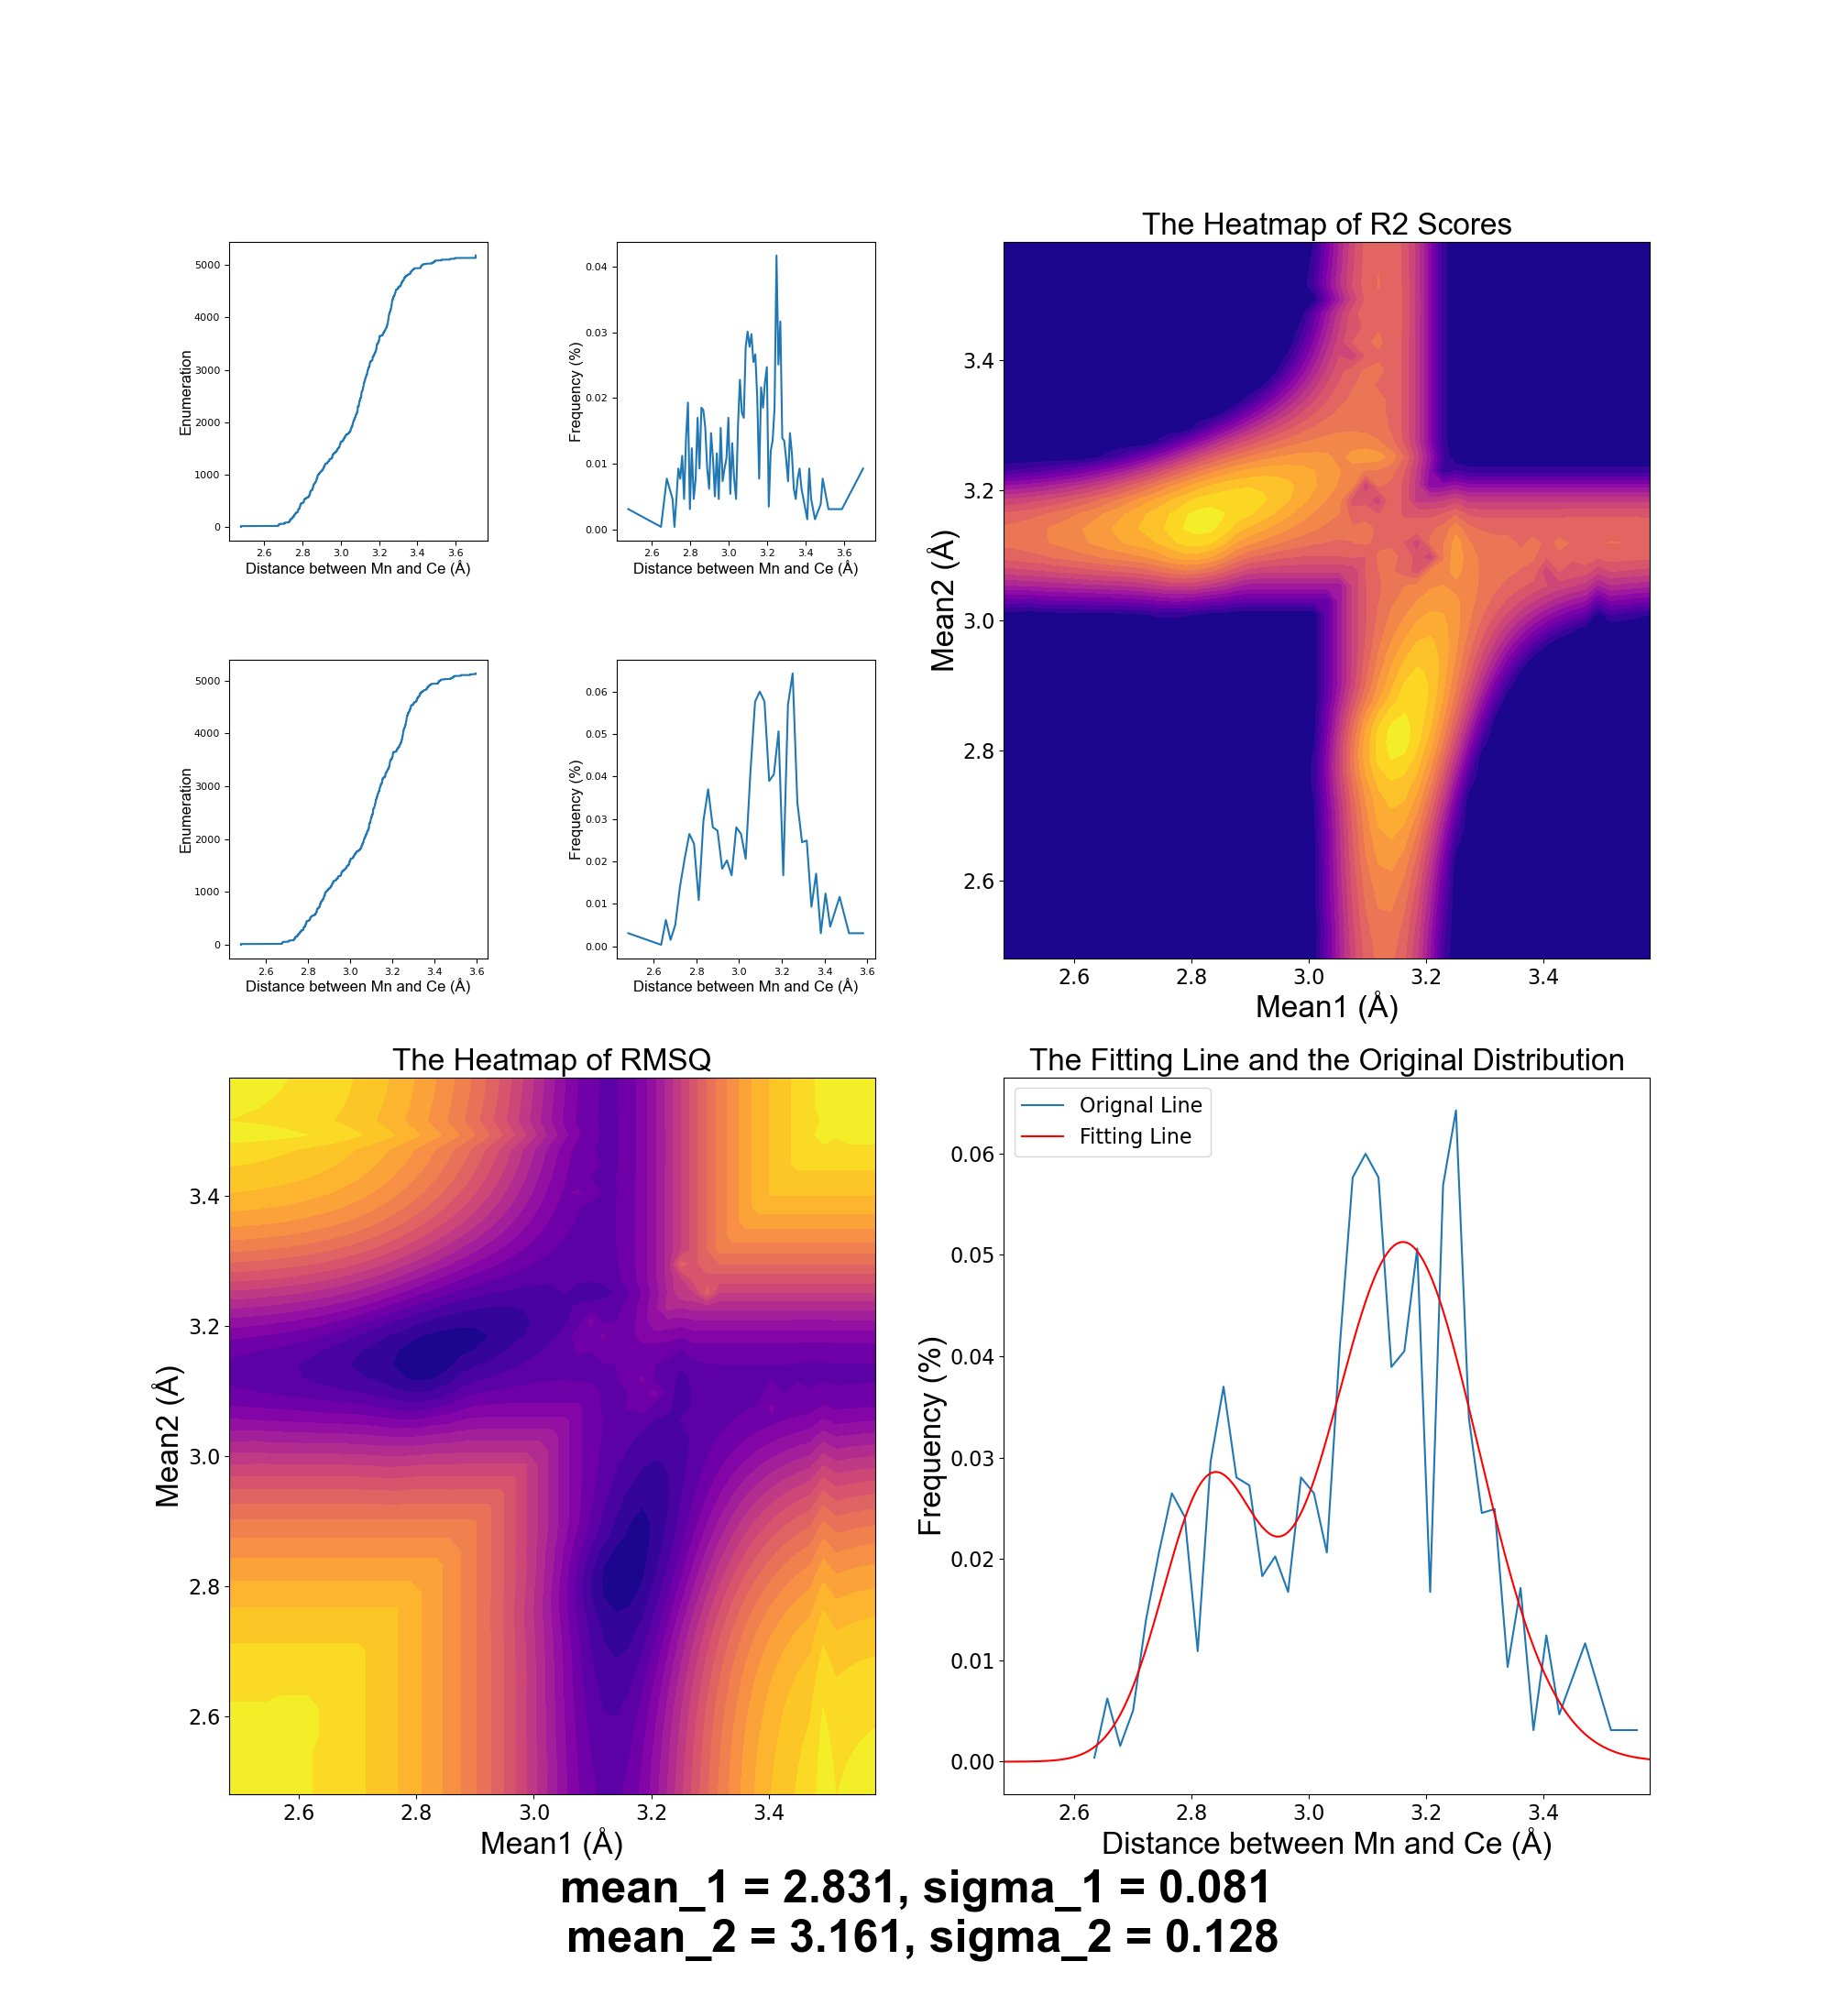 The Heatmap of R2 Scores
5000
4000
3000
2000
1000
0
Enumeration
2.6 2.8 3.0 3.2 3.4 3.6
Distance between Mn and Ce (Å)
0.04
0.03
0.02
0.01
0.00
Frequency (%)
2.6 2.8 3.0 3.2 3.4 3.6
Distance between Mn and Ce (Å)
5000
4000
3000
2000
1000
0
Enumeration
2.6 2.8 3.0 3.2 3.4 3.6
Distance between Mn and Ce (Å)
0.06
0.05
0.04
0.03
0.02
0.01
0.00
Frequency (%)
2.6 2.8 3.0 3.2 3.4 3.6
Distance between Mn and Ce (Å)
3.4
3.2
3.0
2.8
2.6
Mean2 (Å)
2.6 2.8 3.0 3.2 3.4
Mean1 (Å)
The Heatmap of RMSQ
3.4
3.2
3.0
2.8
2.6
Mean2 (Å)
2.6 2.8 3.0 3.2 3.4
Mean1 (Å)
The Fitting Line and the Original Distribution
Orignal Line
Fitting Line
0.06
0.05
0.04
0.03
0.02
0.01
0.00
Frequency (%)
2.6 2.8 3.0 3.2 3.4
Distance between Mn and Ce (Å)
mean_1 = 2.831, sigma_1 = 0.081
mean_2 = 3.161, sigma_2 = 0.128